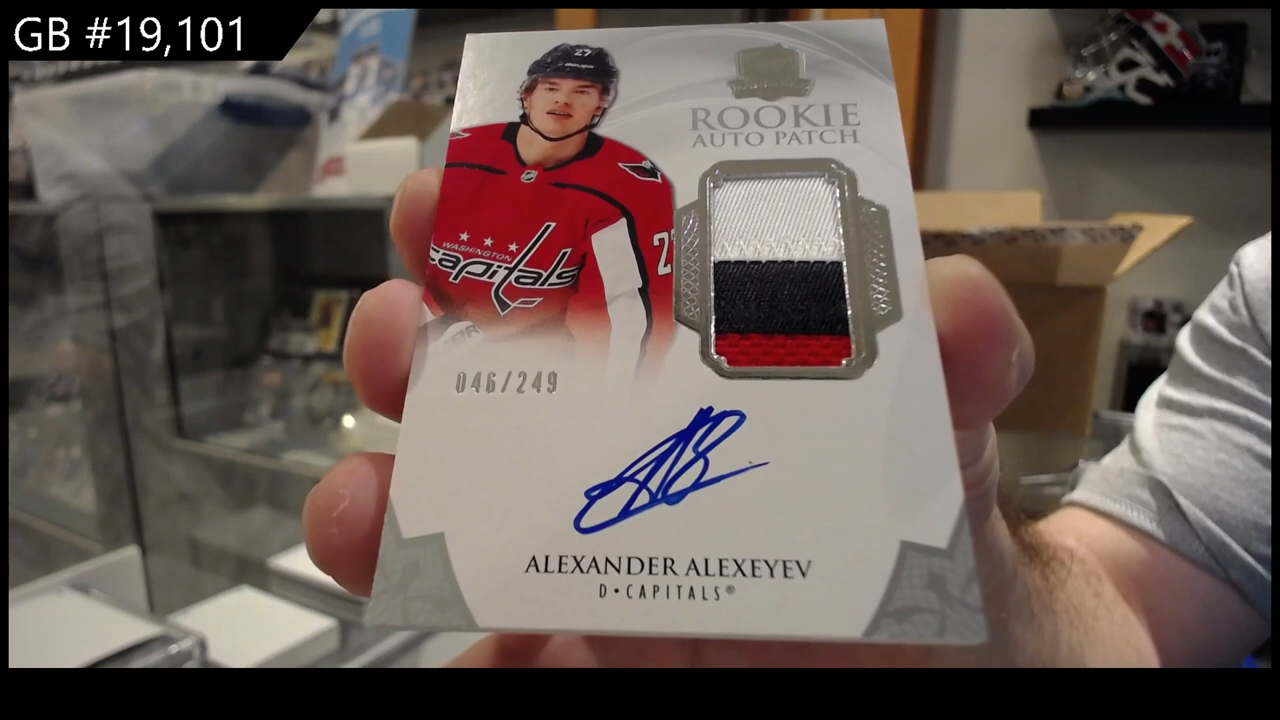 GB #19,101
27
ROOKIE
AUTO PATCH
WASHINGTON
capitals
046/249
ALEXANDER ALEXEYEV
D • CAPITALS®